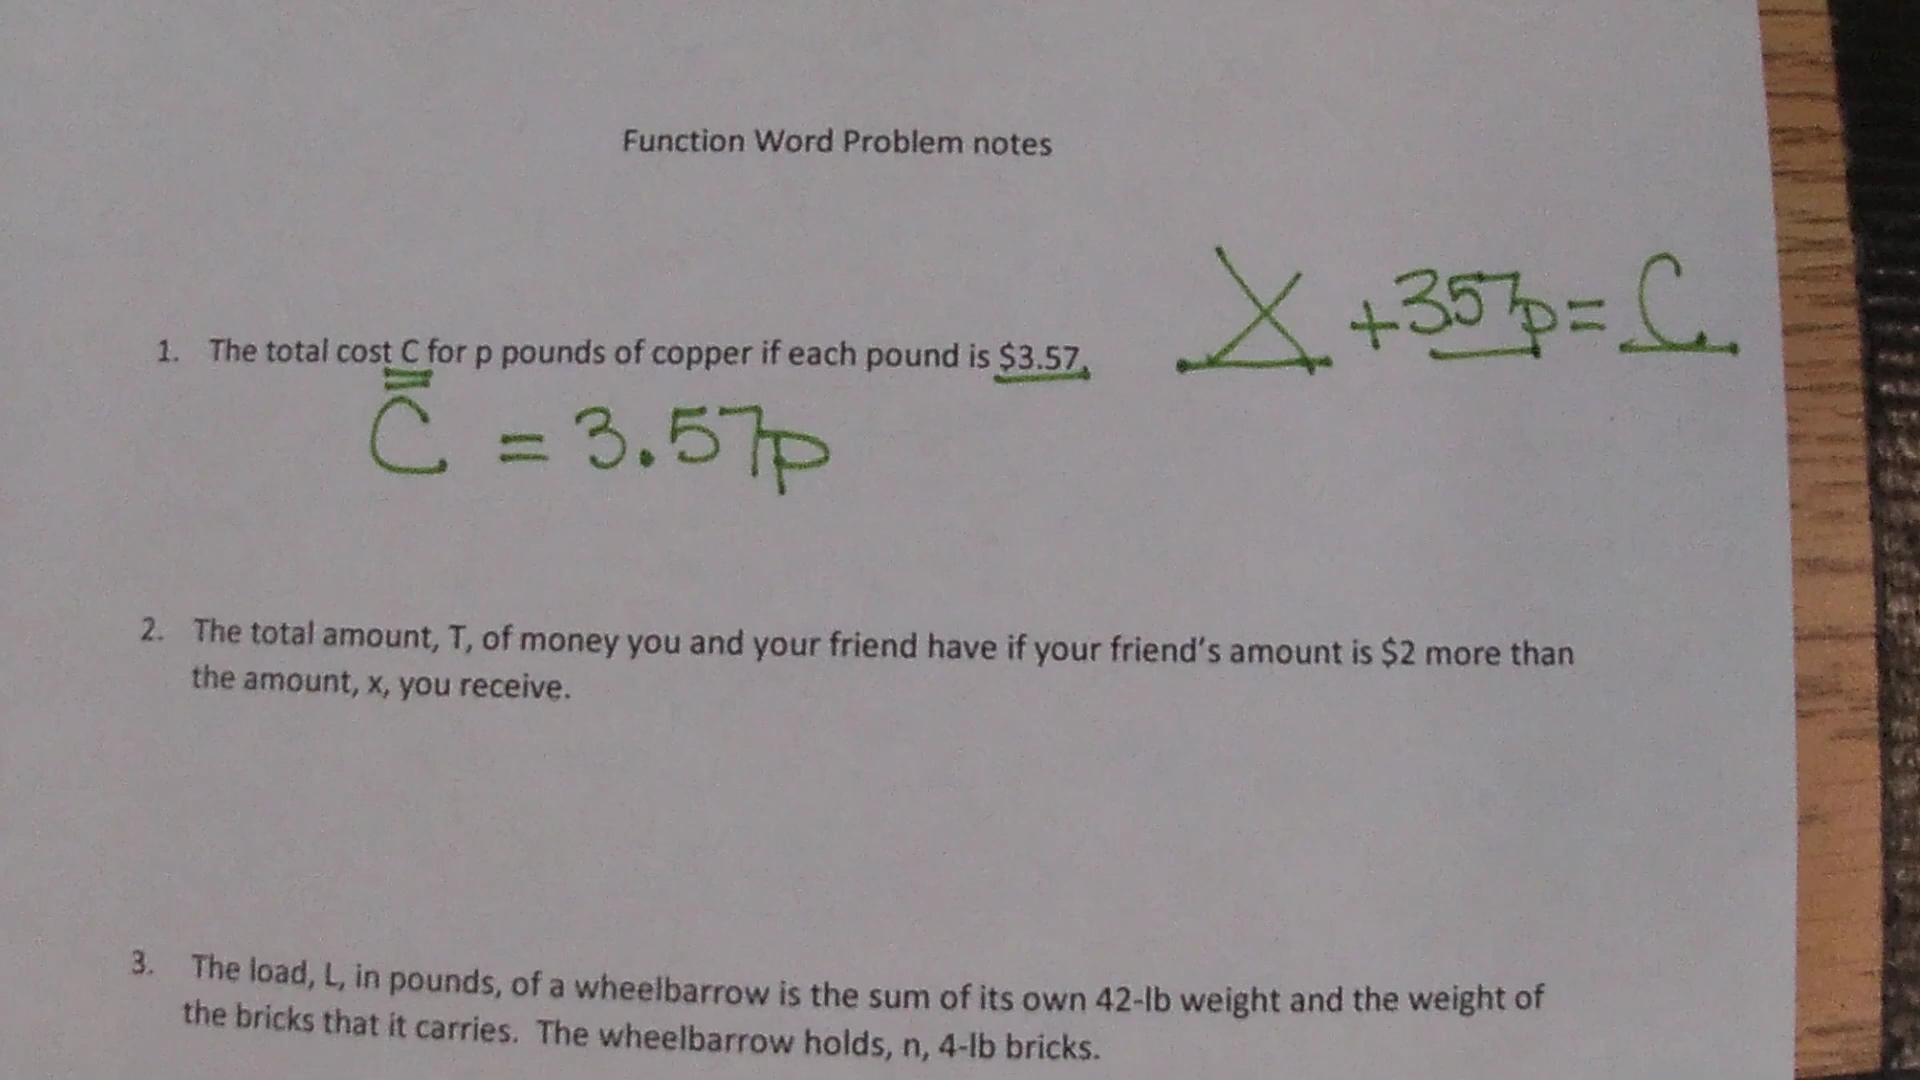 Function Word Problem notes
X + 3.57p = C
1. The total cost C for p pounds of copper if each pound is $3.57.
C = 3.57p
2. The total amount, T, of money you and your friend have if your friend's amount is $2 more than
the amount, x, you receive.
3. The load, L, in pounds, of a wheelbarrow is the sum of its own 42-lb weight and the weight of
the bricks that it carries. The wheelbarrow holds, n, 4-lb bricks.